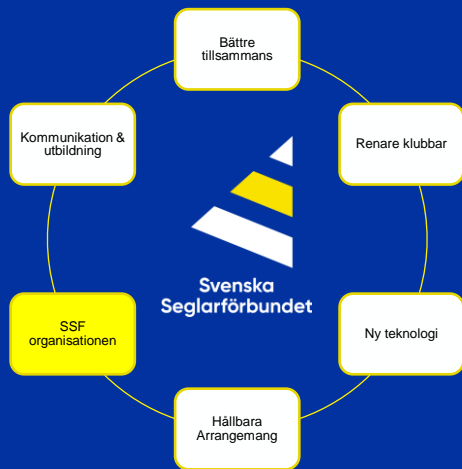 Bättre
tillsammans
Kommunikation &
utbildning
Renare klubbar
Svenska
Seglarförbundet
SSF
organisationen
Ny teknologi
Hållbara
Arrangemang